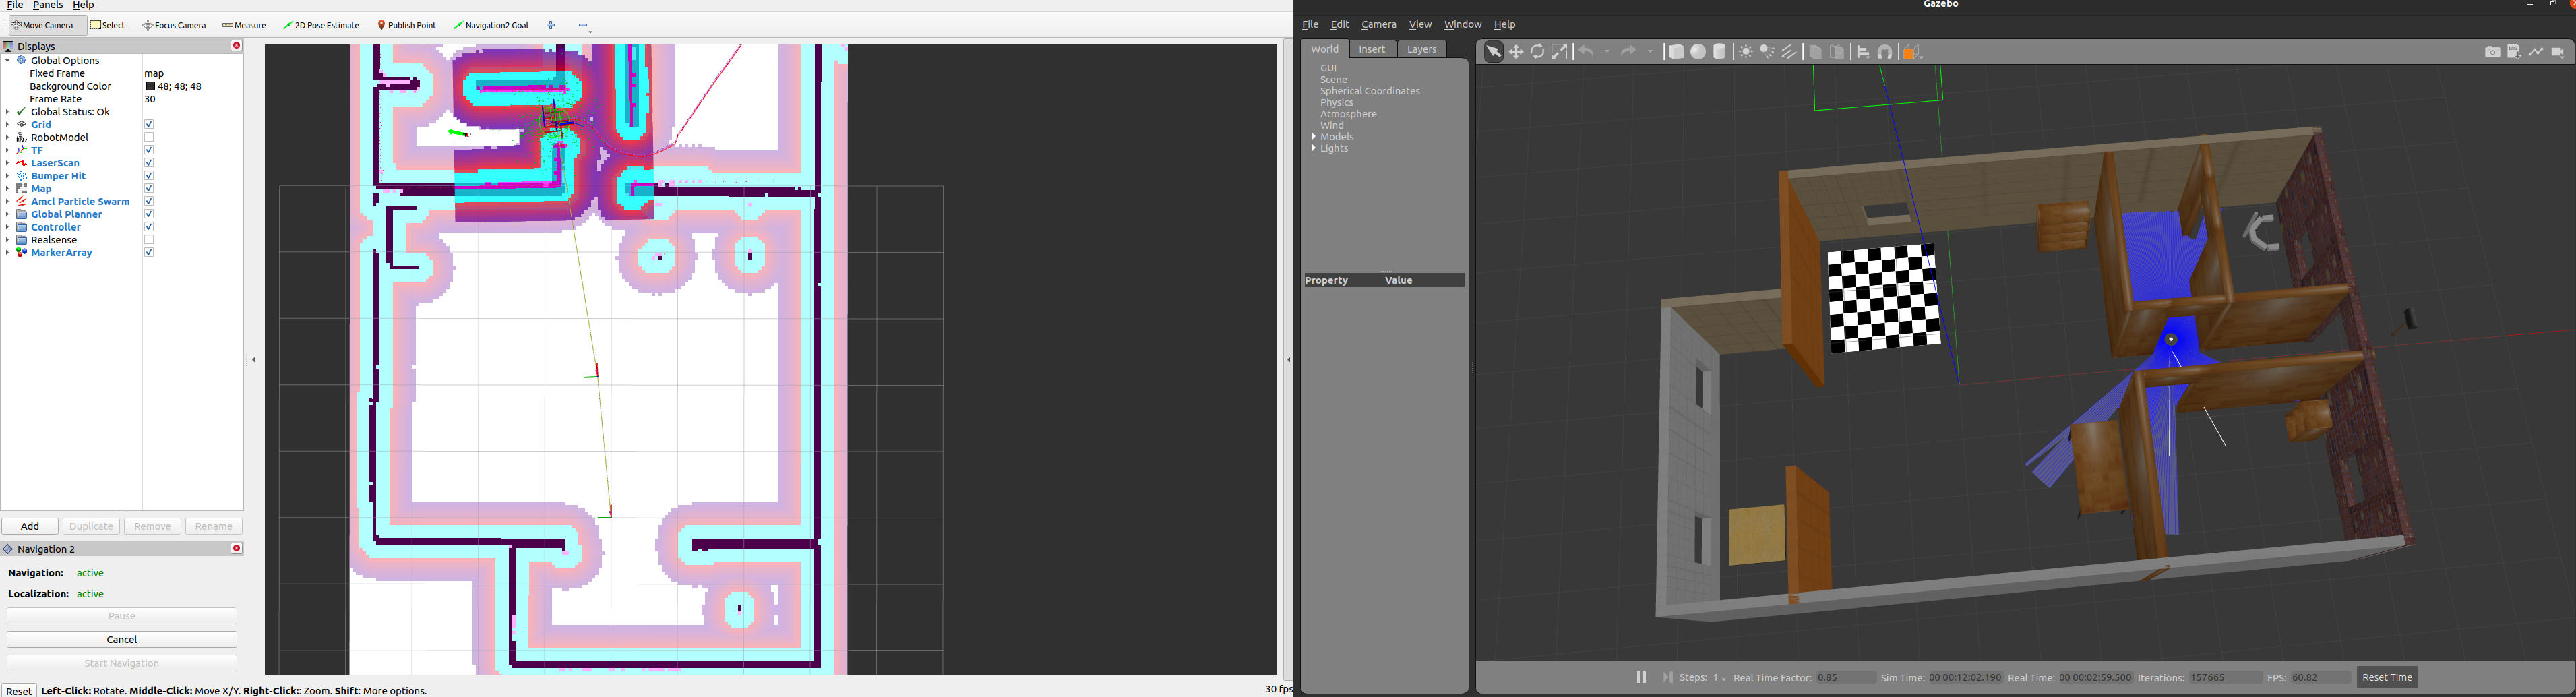 File Panels Help
Move Camera Select Focus Camera Measure 2D Pose Estimate Publish Point Navigation2 Goal
Displays
Global Options
Fixed Frame map
Background Color 48; 48; 48
Frame Rate 30
Global Status: Ok
Grid
RobotModel
TF
LaserScan
Bumper Hit
Map
Amcl Particle Swarm
Global Planner
Controller
Realsense
MarkerArray
Add Duplicate Remove Rename
Navigation 2
Navigation: active
Localization: active
Pause
Cancel
Start Navigation
Reset Left-Click: Rotate. Middle-Click: Move X/Y. Right-Click:: Zoom. Shift: More options.
30 fps
Gazebo
File Edit Camera View Window Help
World Insert Layers
GUI
Scene
Spherical Coordinates
Physics
Atmosphere
Wind
Models
Lights
Property Value
Steps: 1 Real Time Factor: 0.85 Sim Time: 00 00:12:02.190 Real Time: 00 00:02:59.500 Iterations: 157665 FPS: 60.82 Reset Time